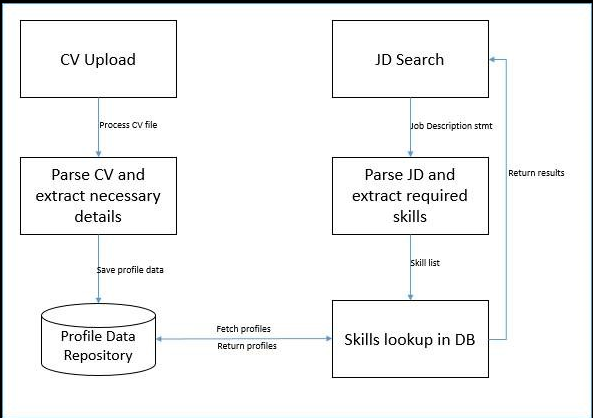 CV Upload
JD Search
Process CV file
Job Description stmt
Parse CV and
extract necessary
details
Parse JD and
extract required
skills
Return results
Save profile data
Skill list
Profile Data
Repository
Fetch profiles
Return profiles
Skills lookup in DB